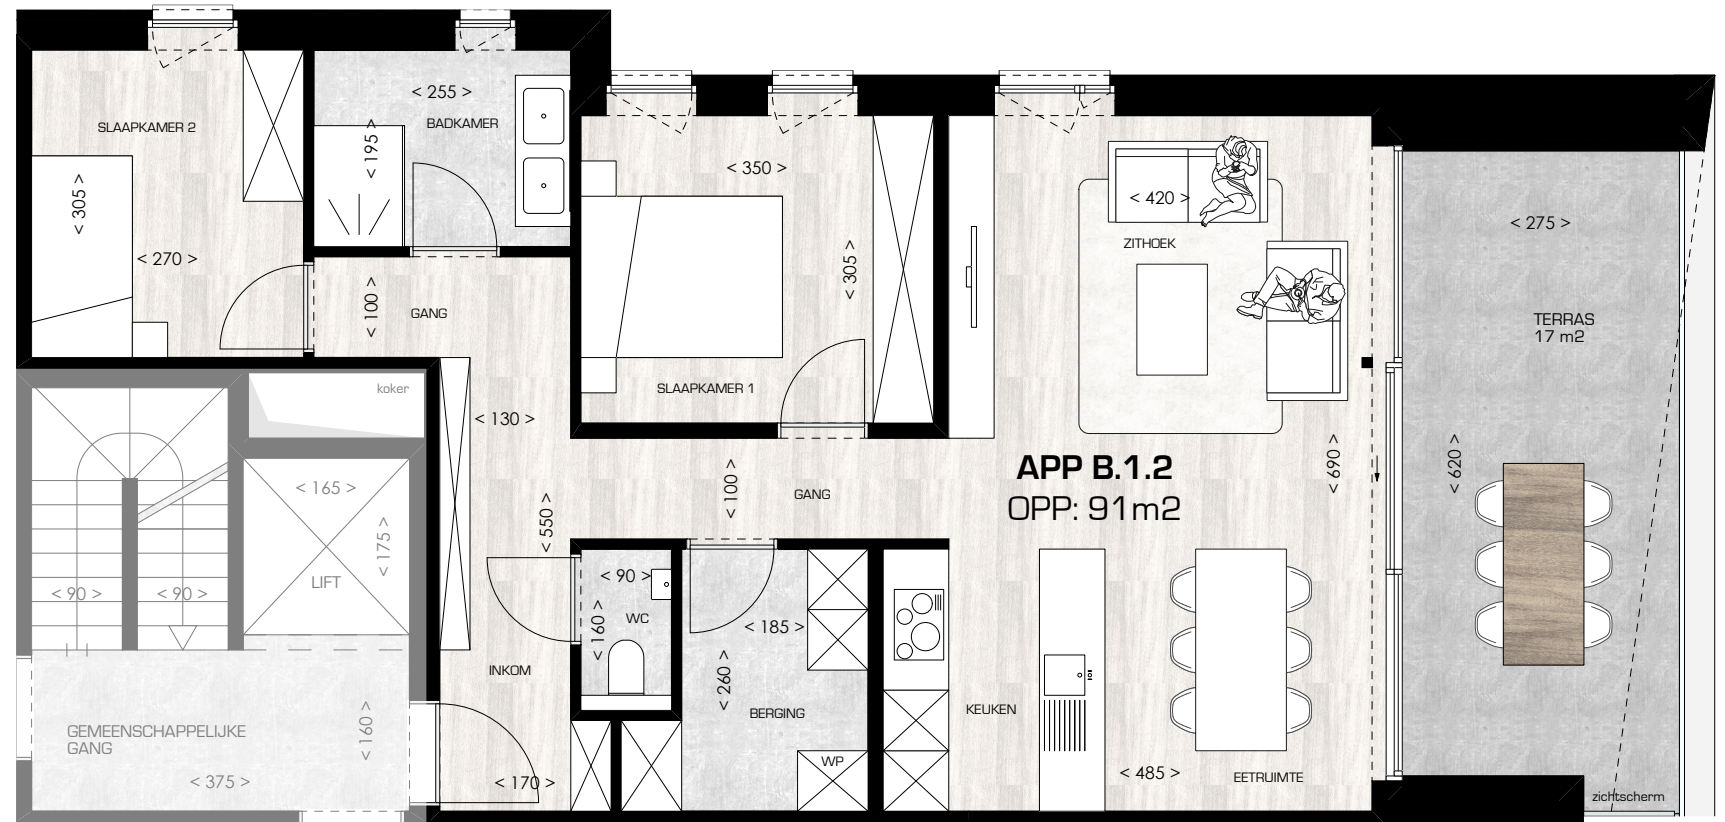 < 255 >
BADKAMER
SLAAPKAMER 2
< 195 >
< 350 >
< 305 >
< 420 >
< 275 >
ZITHOEK
< 270 >
< 305 >
< 100 >
GANG
TERRAS
17 m2
koker
SLAAPKAMER 1
< 130 >
< 690 >
< 620 >
APP B.1.2
OPP: 91m2
< 165 >
< 100 >
GANG
< 550 >
< 175 >
LIFT
< 90 >
< 90 >
< 90 >
WC
< 160 >
< 185 >
INKOM
< 260 >
BERGING
KEUKEN
GEMEENSCHAPPELIJKE
GANG
< 160 >
WP
< 375 >
< 170 >
< 485 >
EETRUIMTE
zichtscherm